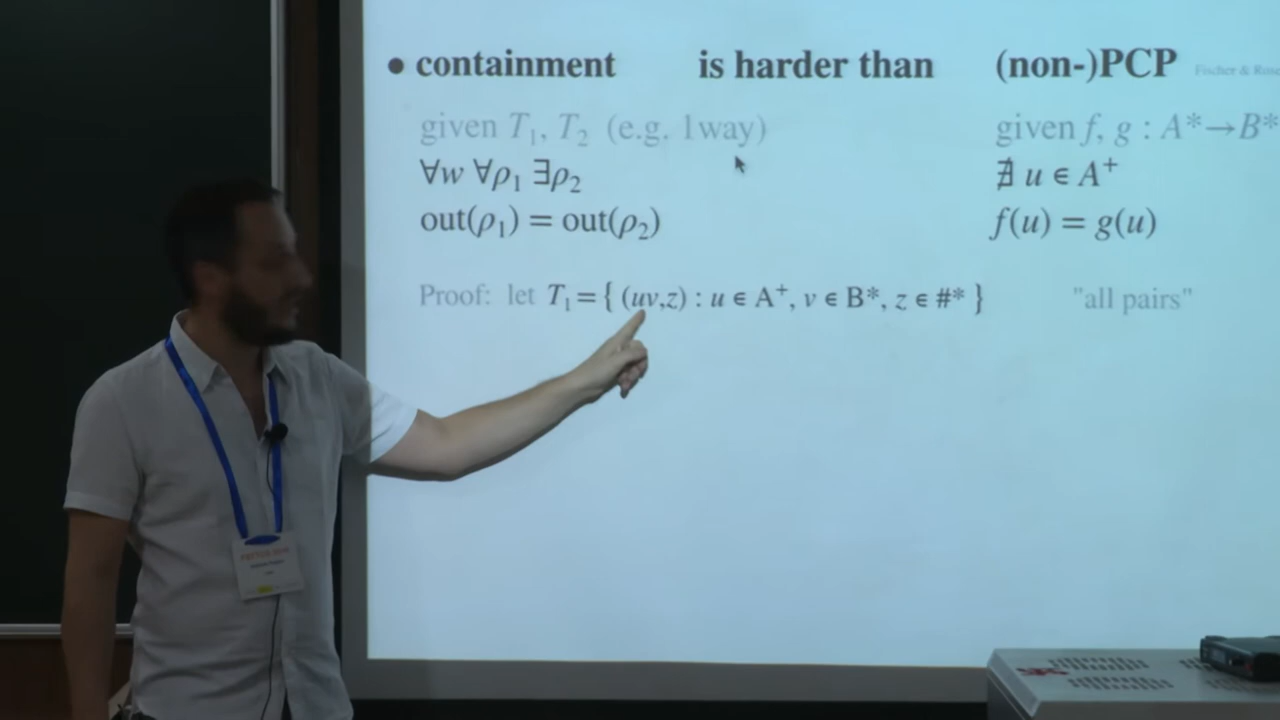 • containment is harder than (non-)PCP Fischer &
given T₁, T₂ (e.g. 1way) given f, g : A*→B*
∀w ∀ρ₁ ∃ρ₂ ∄ u ∈ A⁺
out(ρ₁) = out(ρ₂) f(u) = g(u)
Proof: let T₁ = { (uv,z) : u ∈ A⁺, v ∈ B*, z ∈ #* } "all pairs"